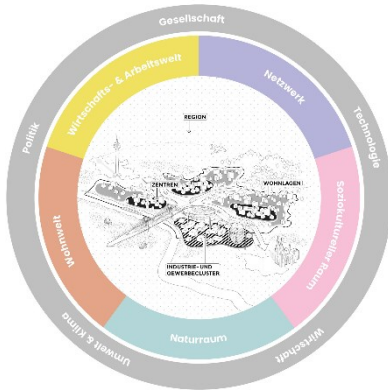 Gesellschaft
Wirtschafts- & Arbeitswelt
Netzwerk
Politik
Technologie
REGION
ZENTREN
WOHNLAGEN
Wohnwelt
Soziokultureller Raum
INDUSTRIE- UND
GEWERBECLUSTER
Naturraum
Umwelt & Klima
Wirtschaft